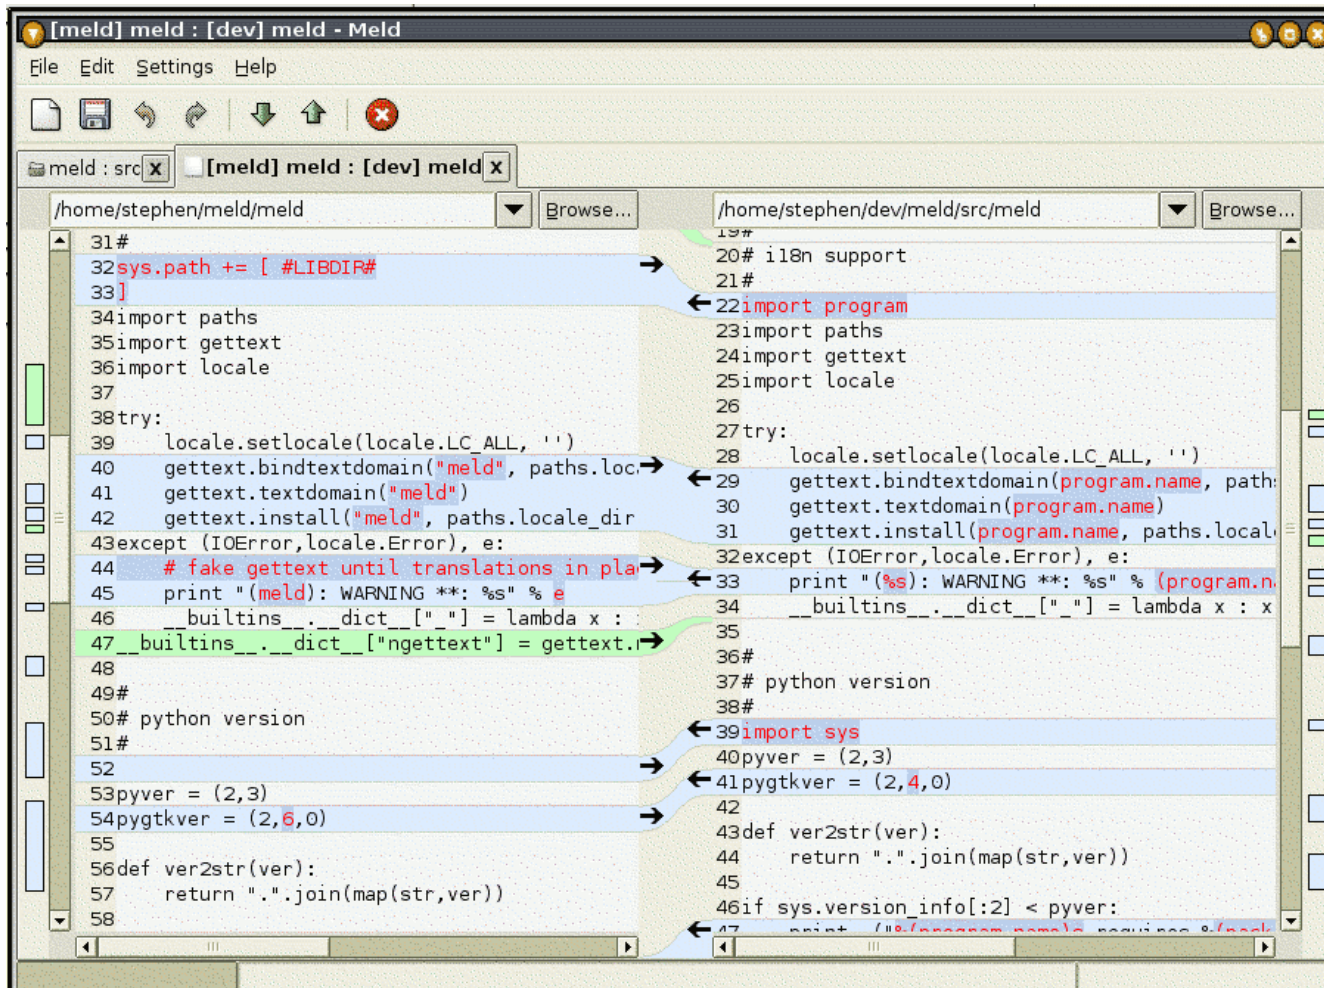 [meld] meld : [dev] meld - Meld
File Edit Settings Help
meld : src X [meld] meld : [dev] meld X
/home/stephen/meld/meld Browse...
31#
32sys.path += [ #LIBDIR#
33]
34import paths
35import gettext
36import locale
37
38try:
39    locale.setlocale(locale.LC_ALL, '')
40    gettext.bindtextdomain("meld", paths.loc
41    gettext.textdomain("meld")
42    gettext.install("meld", paths.locale_dir
43except (IOError,locale.Error), e:
44    # fake gettext until translations in pla
45    print "(meld): WARNING **: %s" % e
46    __builtins__.__dict__["_"] = lambda x :
47__builtins__.__dict__["ngettext"] = gettext.
48
49#
50# python version
51#
52
53pyver = (2,3)
54pygtkver = (2,6,0)
55
56def ver2str(ver):
57    return ".".join(map(str,ver))
58
/home/stephen/dev/meld/src/meld Browse...
19#
20# i18n support
21#
22import program
23import paths
24import gettext
25import locale
26
27try:
28    locale.setlocale(locale.LC_ALL, '')
29    gettext.bindtextdomain(program.name, path
30    gettext.textdomain(program.name)
31    gettext.install(program.name, paths.local
32except (IOError,locale.Error), e:
33    print "(%s): WARNING **: %s" % (program.n
34    __builtins__.__dict__["_"] = lambda x : x
35
36#
37# python version
38#
39import sys
40pyver = (2,3)
41pygtkver = (2,4,0)
42
43def ver2str(ver):
44    return ".".join(map(str,ver))
45
46if sys.version_info[:2] < pyver:
47    print ("%(program.name)s requires %(pack